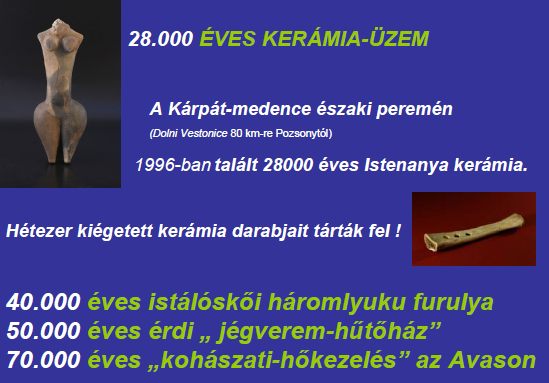 28.000 ÉVES KERÁMIA-ÜZEM
A Kárpát-medence északi peremén
(Dolni Vestonice 80 km-re Pozsonytól)
1996-ban talált 28000 éves Istenanya kerámia.
Hétezer kiégetett kerámia darabjait tárták fel !
40.000 éves istálóskői háromlyuku furulya
50.000 éves érdi „ jégverem-hűtőház”
70.000 éves „kohászati-hőkezelés” az Avason